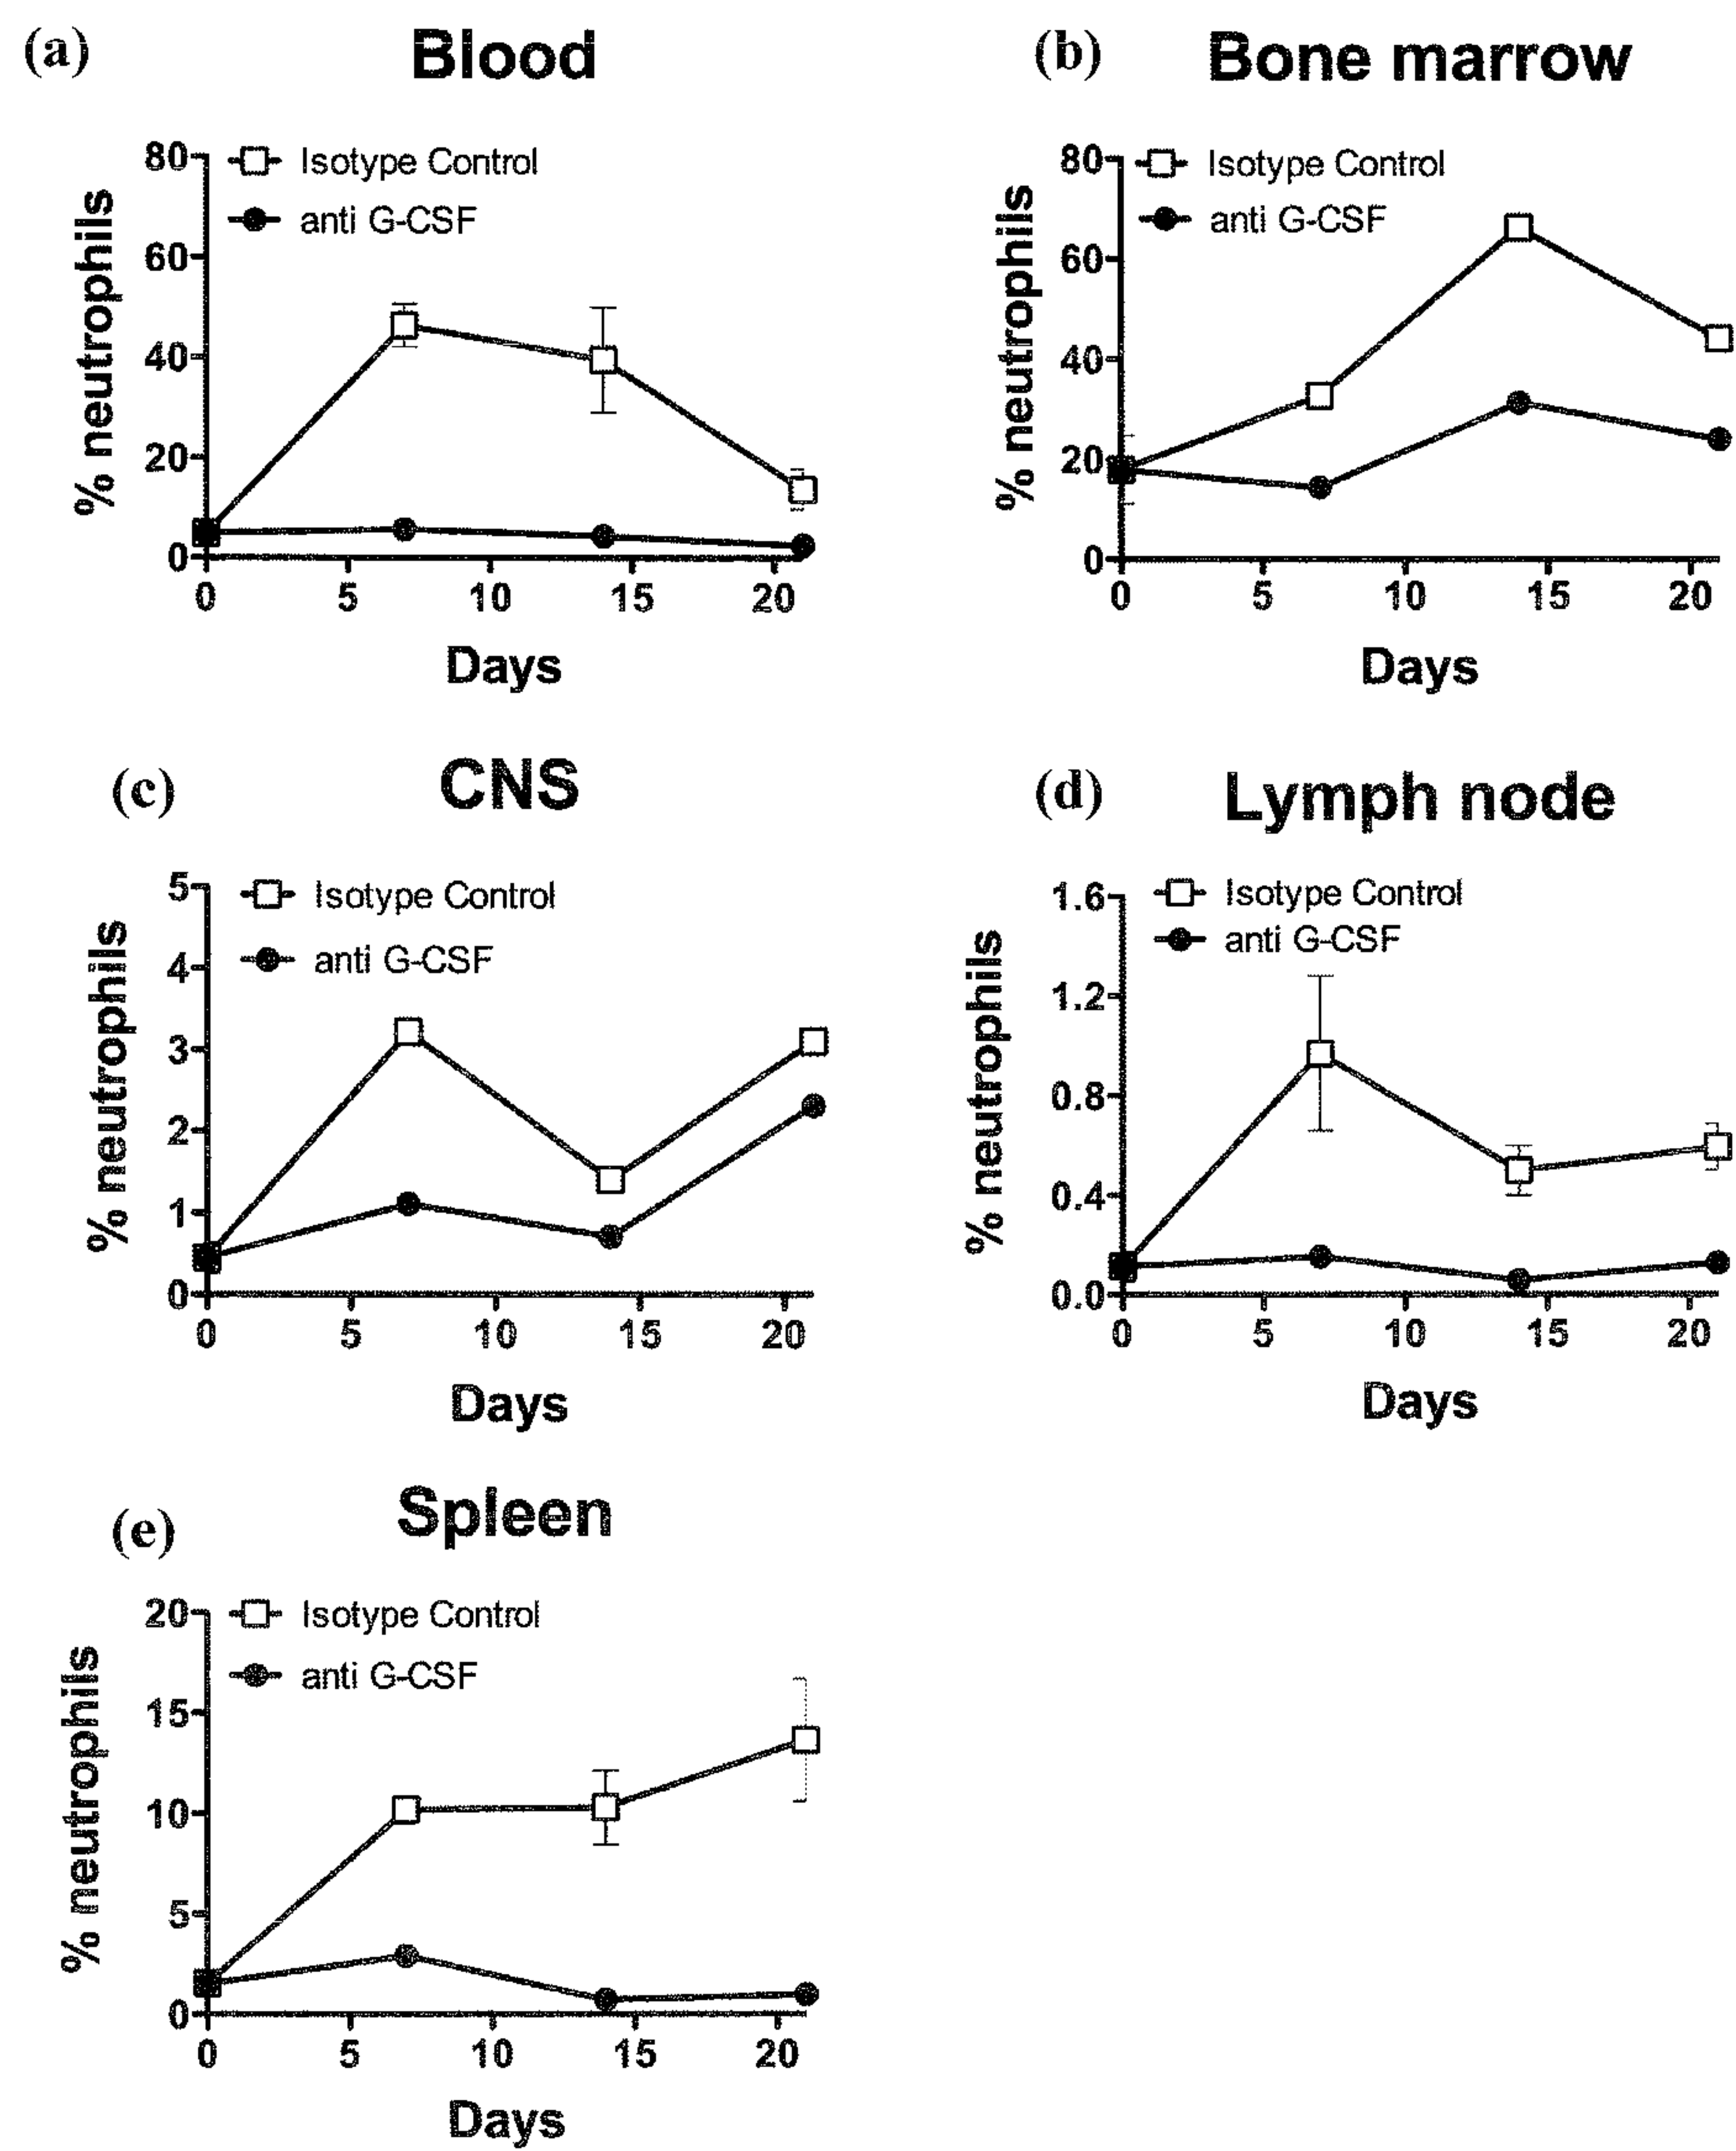 (a) Blood
80 Isotype Control
anti G-CSF
60
40
20
0
% neutrophils
0 5 10 15 20
Days
(b) Bone marrow
80 Isotype Control
anti G-CSF
60
40
20
0
% neutrophils
0 5 10 15 20
Days
(c) CNS
5 Isotype Control
4 anti G-CSF
3
2
1
0
% neutrophils
0 5 10 15 20
Days
(d) Lymph node
1.6 Isotype Control
anti G-CSF
1.2
0.8
0.4
0.0
% neutrophils
0 5 10 15 20
Days
(e) Spleen
20 Isotype Control
anti G-CSF
15
10
5
0
% neutrophils
0 5 10 15 20
Days